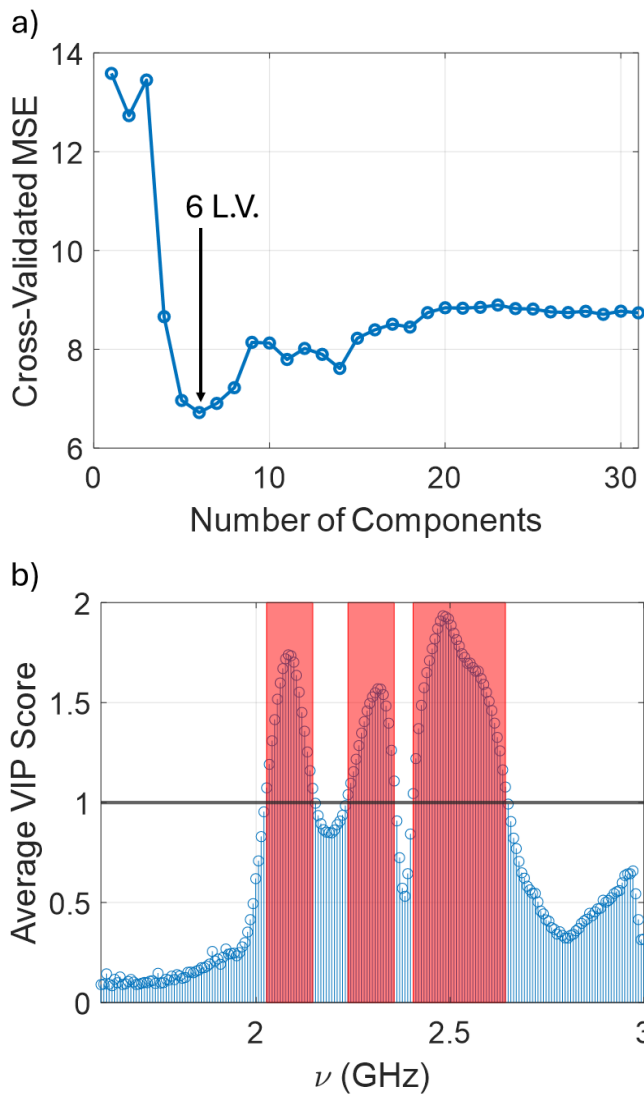 a)
14
12
10
8
6
Cross-Validated MSE
6 L.V.
0
10
20
30
Number of Components
b)
2
1.5
1
0.5
0
Average VIP Score
2
2.5
3
ν (GHz)